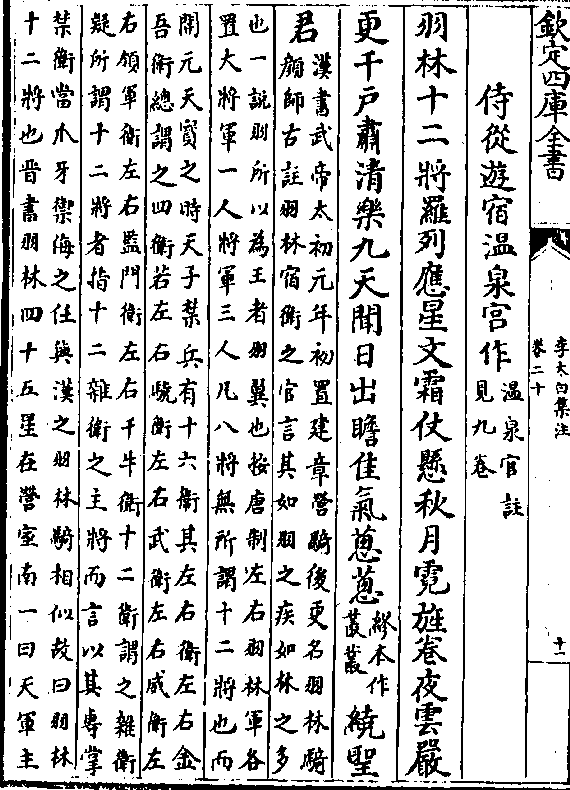 欽定四庫全書
李太白集注
卷二十
十一
侍從遊宿溫泉宮作
溫泉宮註
見九卷
羽林十二將羅列應星文霜仗懸秋月霓旌卷夜雲嚴
更千戶肅清樂九天聞日出瞻佳氣蔥蔥
繆本作
叢叢
繞聖
君
漢書武帝太初元年初置建章營騎後更名羽林騎
顏師古註羽林宿衛之官言其如羽之疾如林之多
也一說羽所以為王者羽翼也按唐制左右羽林軍各
置大將軍一人將軍三人凡八將無所謂十二將也而
開元天寶之時天子禁兵有十六衛其左右衛左右金
吾衛總謂之四衛若左右驍衛左右武衛左右威衛左
右領軍衛左右監門衛左右千牛衛十二衛謂之雜衛
疑所謂十二將者指十二雜衛之主將而言以其專掌
禁衛當爪牙禦侮之任與漢之羽林騎相似故曰羽林
十二將也晉書羽林四十五星在營室南一曰天軍主